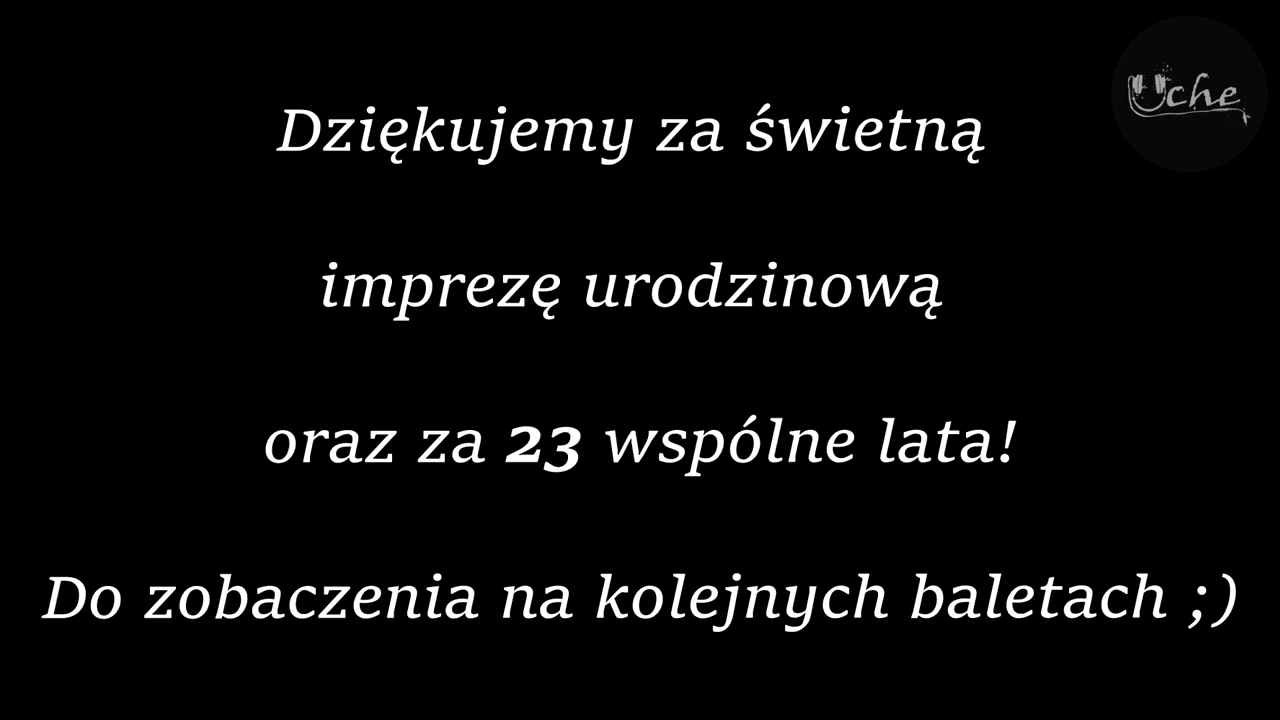 Uche
Dziękujemy za świetną
imprezę urodzinową
oraz za 23 wspólne lata!
Do zobaczenia na kolejnych baletach ;)